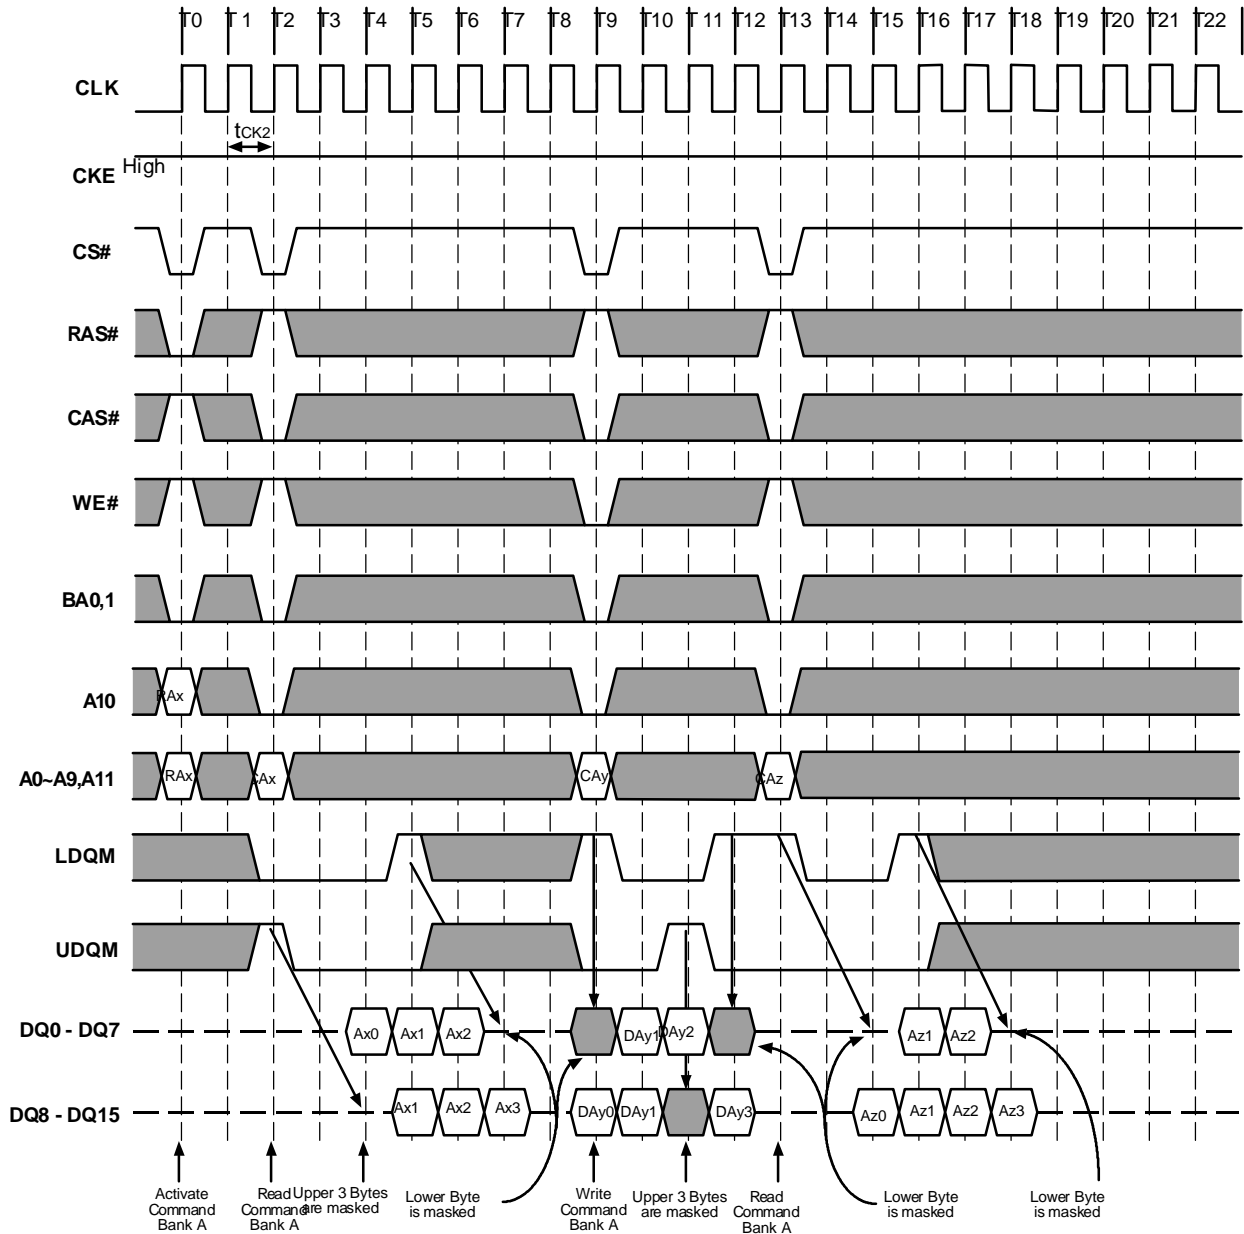 T0 T1 T2 T3 T4 T5 T6 T7 T8 T9 T10 T11 T12 T13 T14 T15 T16 T17 T18 T19 T20 T21 T22
CLK
tCK2
CKE High
CS#
RAS#
CAS#
WE#
BA0,1
A10 RAx
A0~A9,A11 RAx CAx CAy CAz
LDQM
UDQM
DQ0 - DQ7 Ax0 Ax1 Ax2 DAy1 DAy2 Az1 Az2
DQ8 - DQ15 Ax1 Ax2 Ax3 DAy0 DAy1 DAy3 Az0 Az1 Az2 Az3
Activate
Command
Bank A
Read
Command
Bank A
Upper 3 Bytes
are masked
Lower Byte
is masked
Write
Command
Bank A
Upper 3 Bytes
are masked
Read
Command
Bank A
Lower Byte
is masked
Lower Byte
is masked